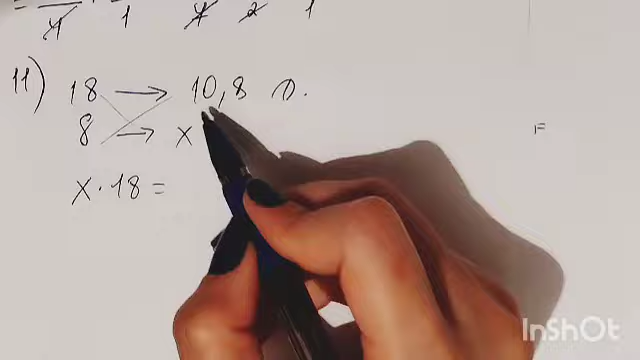 11) 18 → 10,8 л.
8 → x
x · 18 =
=
InShOt